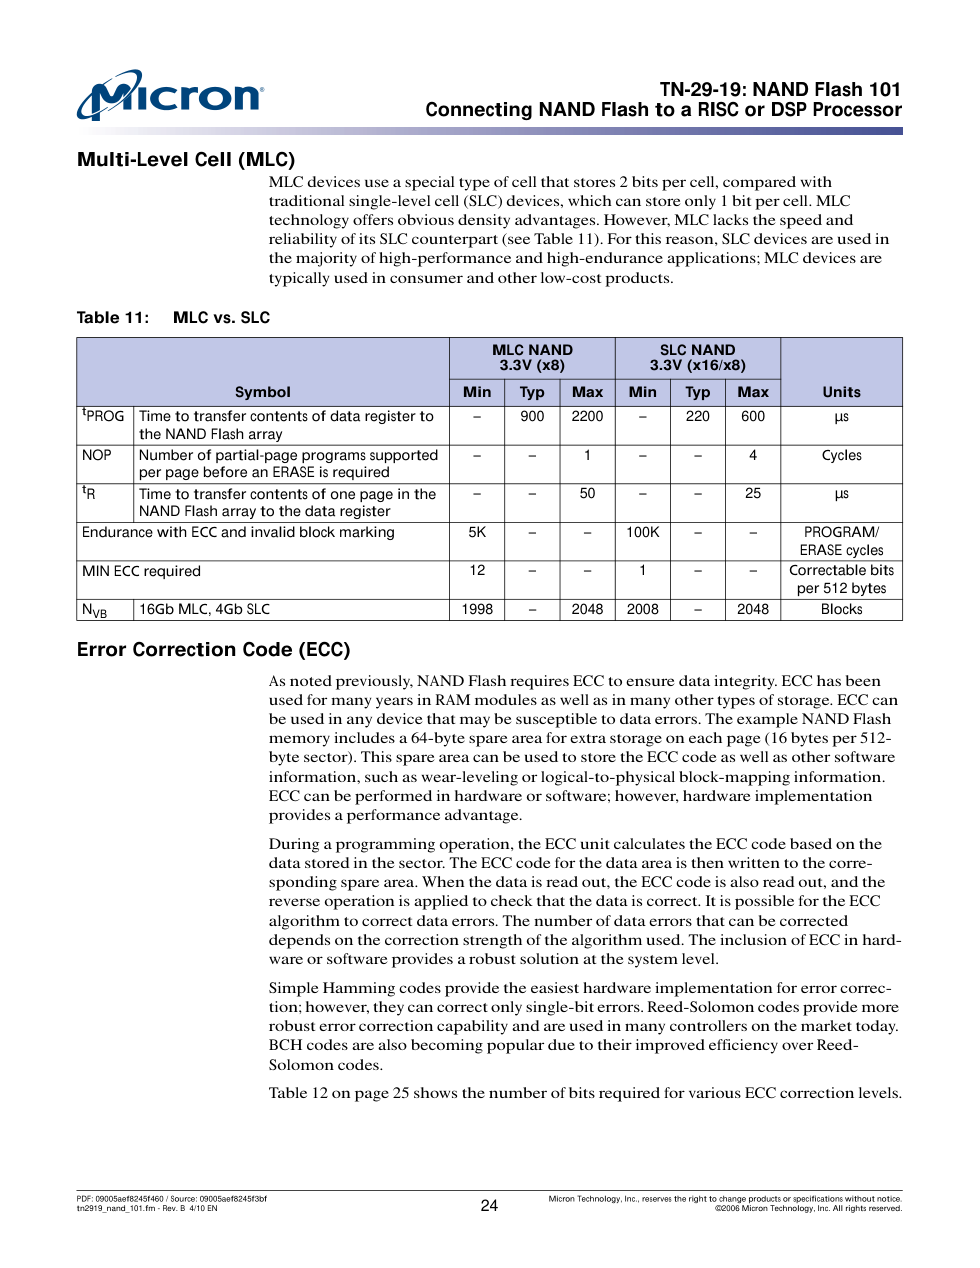 Micron®
TN-29-19: NAND Flash 101
Connecting NAND Flash to a RISC or DSP Processor
Multi-Level Cell (MLC)
MLC devices use a special type of cell that stores 2 bits per cell, compared with
traditional single-level cell (SLC) devices, which can store only 1 bit per cell. MLC
technology offers obvious density advantages. However, MLC lacks the speed and
reliability of its SLC counterpart (see Table 11). For this reason, SLC devices are used in
the majority of high-performance and high-endurance applications; MLC devices are
typically used in consumer and other low-cost products.
Table 11: MLC vs. SLC
MLC NAND SLC NAND
3.3V (x8) 3.3V (x16/x8)
Symbol Min Typ Max Min Typ Max Units
tPROG Time to transfer contents of data register to – 900 2200 – 220 600 µs
the NAND Flash array
NOP Number of partial-page programs supported – – 1 – – 4 Cycles
per page before an ERASE is required
tR Time to transfer contents of one page in the – – 50 – – 25 µs
NAND Flash array to the data register
Endurance with ECC and invalid block marking 5K – – 100K – – PROGRAM/
ERASE cycles
MIN ECC required 12 – – 1 – – Correctable bits
per 512 bytes
NVB 16Gb MLC, 4Gb SLC 1998 – 2048 2008 – 2048 Blocks
Error Correction Code (ECC)
As noted previously, NAND Flash requires ECC to ensure data integrity. ECC has been
used for many years in RAM modules as well as in many other types of storage. ECC can
be used in any device that may be susceptible to data errors. The example NAND Flash
memory includes a 64-byte spare area for extra storage on each page (16 bytes per 512-
byte sector). This spare area can be used to store the ECC code as well as other software
information, such as wear-leveling or logical-to-physical block-mapping information.
ECC can be performed in hardware or software; however, hardware implementation
provides a performance advantage.
During a programming operation, the ECC unit calculates the ECC code based on the
data stored in the sector. The ECC code for the data area is then written to the corre-
sponding spare area. When the data is read out, the ECC code is also read out, and the
reverse operation is applied to check that the data is correct. It is possible for the ECC
algorithm to correct data errors. The number of data errors that can be corrected
depends on the correction strength of the algorithm used. The inclusion of ECC in hard-
ware or software provides a robust solution at the system level.
Simple Hamming codes provide the easiest hardware implementation for error correc-
tion; however, they can correct only single-bit errors. Reed-Solomon codes provide more
robust error correction capability and are used in many controllers on the market today.
BCH codes are also becoming popular due to their improved efficiency over Reed-
Solomon codes.
Table 12 on page 25 shows the number of bits required for various ECC correction levels.
PDF: 09005aef8245f460 / Source: 09005aef8245f3bf
tn2919_nand_101.fm - Rev. B 4/10 EN
24
Micron Technology, Inc., reserves the right to change products or specifications without notice.
©2006 Micron Technology, Inc. All rights reserved.